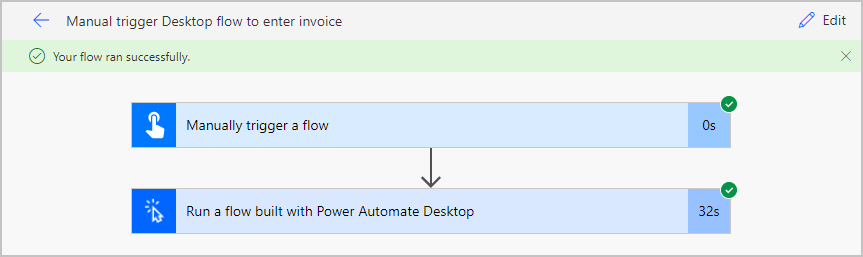 Manual trigger Desktop flow to enter invoice
Edit
Your flow ran successfully.
Manually trigger a flow
0s
Run a flow built with Power Automate Desktop
32s